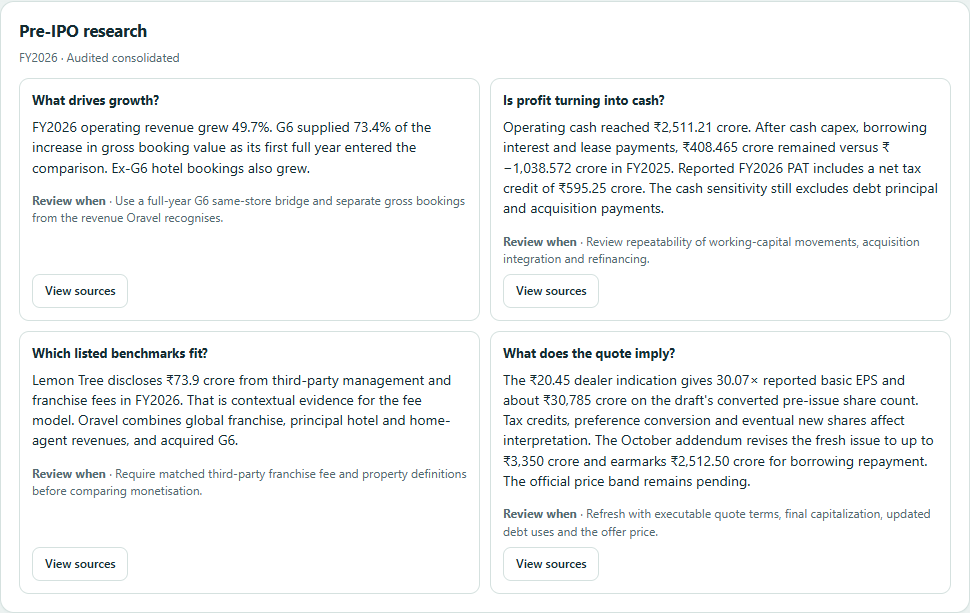 Pre-IPO research
FY2026 · Audited consolidated
What drives growth?
FY2026 operating revenue grew 49.7%. G6 supplied 73.4% of the
increase in gross booking value as its first full year entered the
comparison. Ex-G6 hotel bookings also grew.
Review when · Use a full-year G6 same-store bridge and separate gross bookings
from the revenue Oravel recognises.
View sources
Is profit turning into cash?
Operating cash reached ₹2,511.21 crore. After cash capex, borrowing
interest and lease payments, ₹408.465 crore remained versus ₹
−1,038.572 crore in FY2025. Reported FY2026 PAT includes a net tax
credit of ₹595.25 crore. The cash sensitivity still excludes debt principal
and acquisition payments.
Review when · Review repeatability of working-capital movements, acquisition
integration and refinancing.
View sources
Which listed benchmarks fit?
Lemon Tree discloses ₹73.9 crore from third-party management and
franchise fees in FY2026. That is contextual evidence for the fee
model. Oravel combines global franchise, principal hotel and home-
agent revenues, and acquired G6.
Review when · Require matched third-party franchise fee and property definitions
before comparing monetisation.
View sources
What does the quote imply?
The ₹20.45 dealer indication gives 30.07× reported basic EPS and
about ₹30,785 crore on the draft's converted pre-issue share count.
Tax credits, preference conversion and eventual new shares affect
interpretation. The October addendum revises the fresh issue to up to
₹3,350 crore and earmarks ₹2,512.50 crore for borrowing repayment.
The official price band remains pending.
Review when · Refresh with executable quote terms, final capitalization, updated
debt uses and the offer price.
View sources